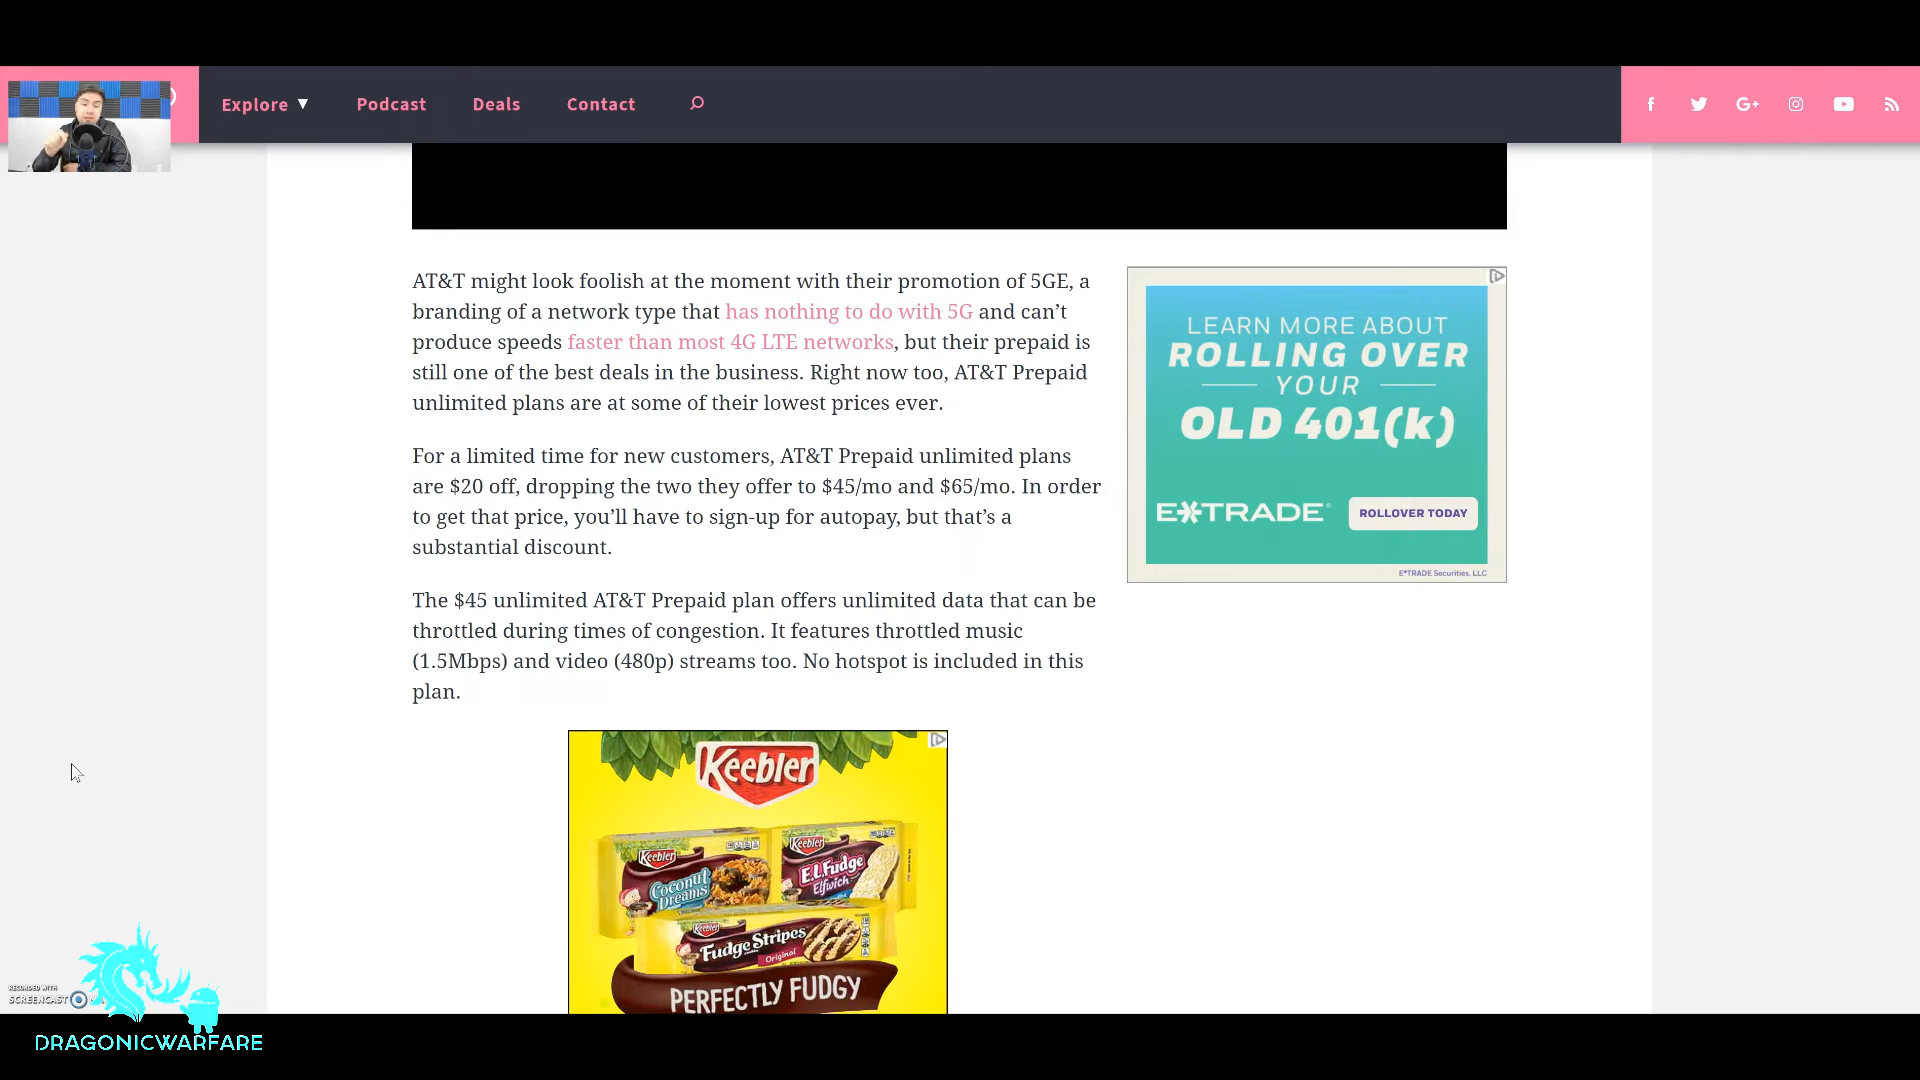 Explore ▼
Podcast
Deals
Contact
AT&T might look foolish at the moment with their promotion of 5GE, a
branding of a network type that has nothing to do with 5G and can’t
produce speeds faster than most 4G LTE networks, but their prepaid is
still one of the best deals in the business. Right now too, AT&T Prepaid
unlimited plans are at some of their lowest prices ever.
For a limited time for new customers, AT&T Prepaid unlimited plans
are $20 off, dropping the two they offer to $45/mo and $65/mo. In order
to get that price, you’ll have to sign-up for autopay, but that’s a
substantial discount.
The $45 unlimited AT&T Prepaid plan offers unlimited data that can be
throttled during times of congestion. It features throttled music
(1.5Mbps) and video (480p) streams too. No hotspot is included in this
plan.
LEARN MORE ABOUT
ROLLING OVER
YOUR
OLD 401(k)
E*TRADE
ROLLOVER TODAY
E*TRADE Securities, LLC
Keebler
Keebler
Coconut
Dreams
Keebler
E.L.Fudge
Elfwich
Keebler
Fudge Stripes
Original
PERFECTLY FUDGY
RECORDED WITH
SCREENCAST
DRAGONICWARFARE